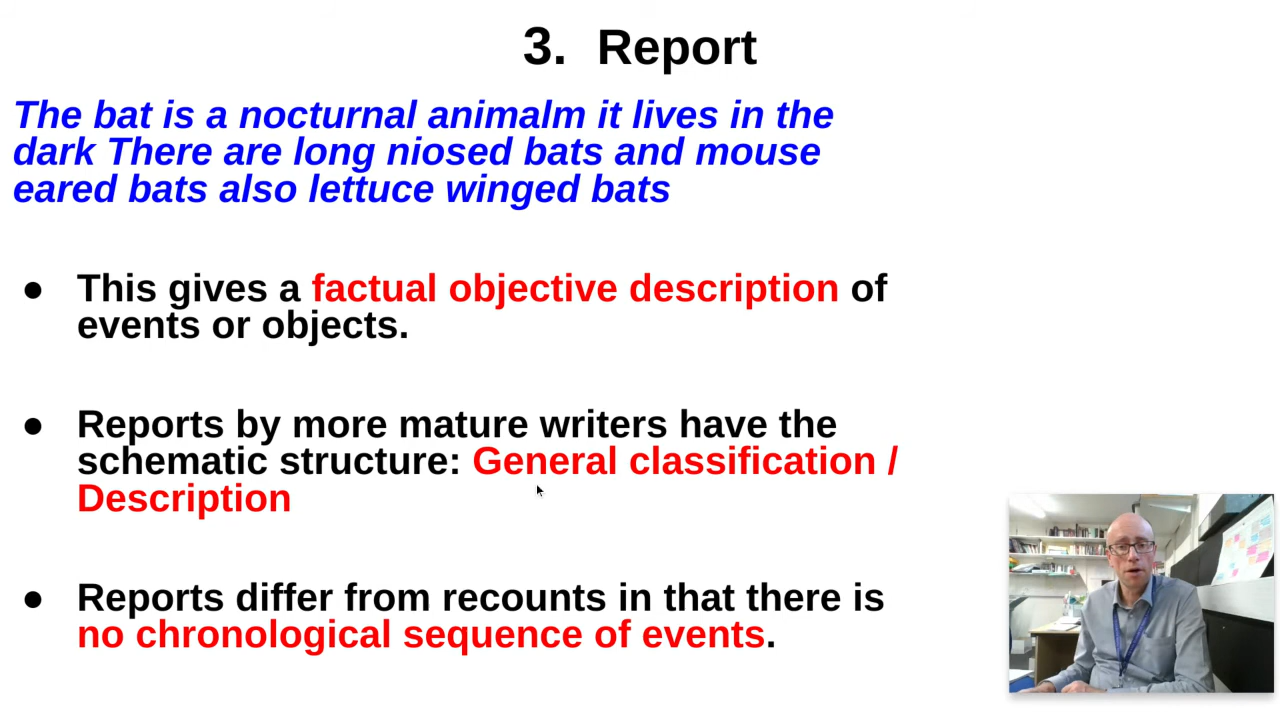 3. Report
The bat is a nocturnal animalm it lives in the
dark There are long niosed bats and mouse
eared bats also lettuce winged bats
● This gives a factual objective description of
events or objects.
● Reports by more mature writers have the
schematic structure: General classification /
Description
● Reports differ from recounts in that there is
no chronological sequence of events.